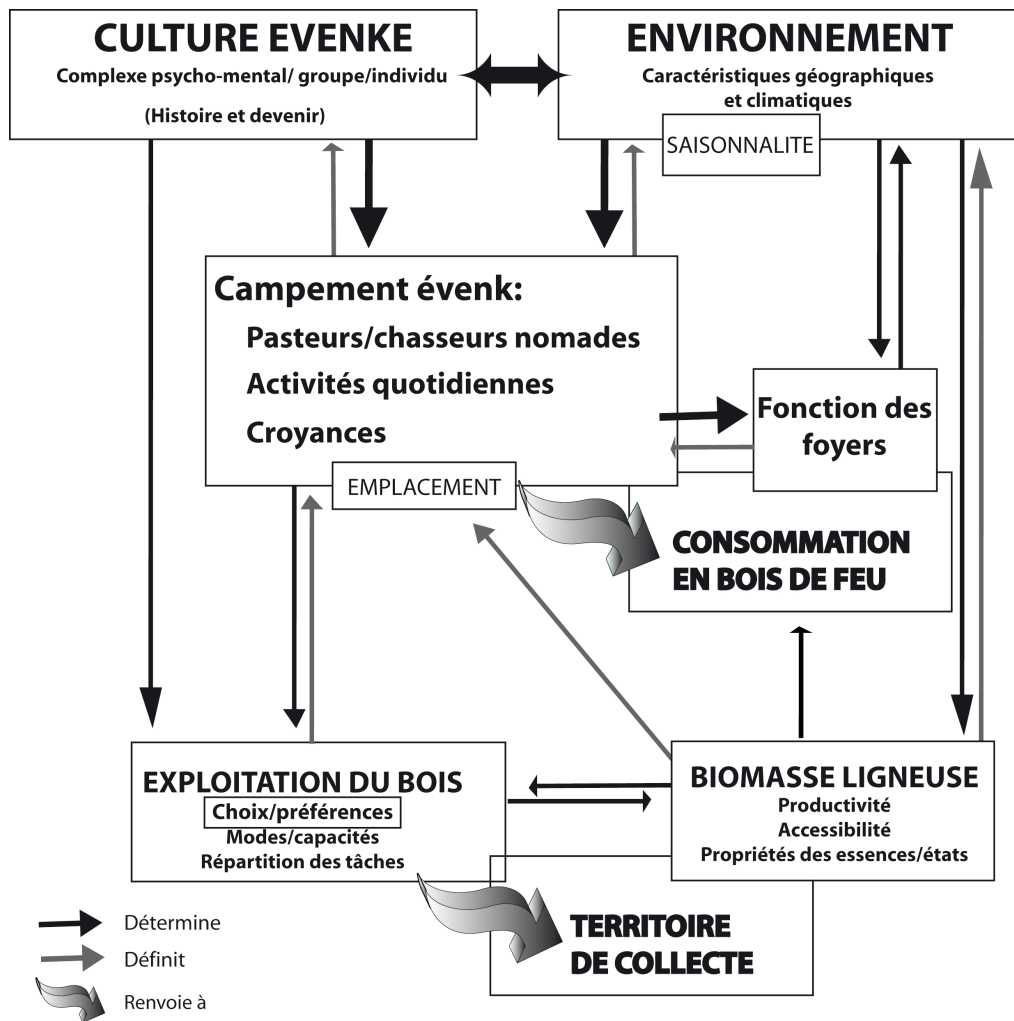 CULTURE EVENKE
Complexe psycho-mental/ groupe/individu
(Histoire et devenir)
ENVIRONNEMENT
Caractéristiques géographiques
et climatiques
SAISONNALITE
Campement évenk:
Pasteurs/chasseurs nomades
Activités quotidiennes
Croyances
EMPLACEMENT
Fonction des
foyers
CONSOMMATION
EN BOIS DE FEU
EXPLOITATION DU BOIS
Choix/préférences
Modes/capacités
Répartition des tâches
BIOMASSE LIGNEUSE
Productivité
Accessibilité
Propriétés des essences/états
TERRITOIRE
DE COLLECTE
Détermine
Définit
Renvoie à